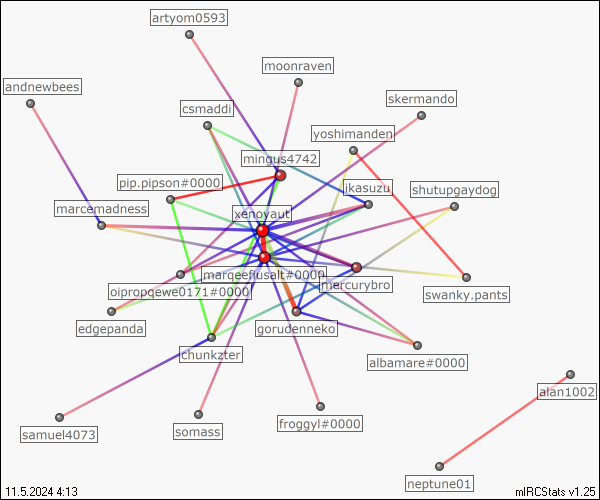 artyom0593
moonraven
andnewbees
skermando
csmaddi
yoshimanden
mingus4742
pip.pipson#0000
ikasuzu
shutupgaydog
marcemadness
xenoyaut
marqeefusalt#0000
mercurybro
oipropqewe0171#0000
swanky.pants
edgepanda
gorudenneko
chunkzter
albamare#0000
alan1002
froggyl#0000
samuel4073
somass
neptune01
11.5.2024 4:13
mIRCStats v1.25